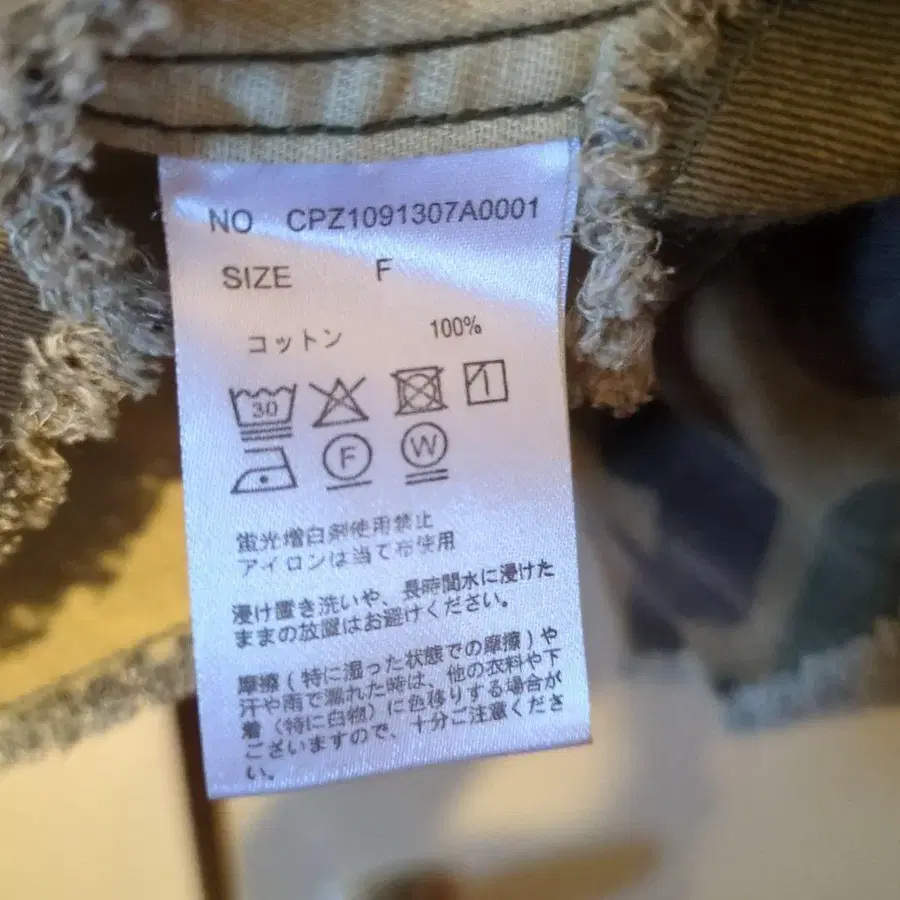 NO CPZ1091307A0001
SIZE F
コットン 100%
30
F W
蛍光増白剤使用禁止
アイロンは当て布使用
浸け置き洗いや、長時間水に浸けた
ままの放置はお避けください。
摩擦(特に湿った状態での摩擦)や
汗や雨で濡れた時は、他の衣料や下
着(特に白物)に色移りする場合が
ございますので、十分ご注意くださ
い。